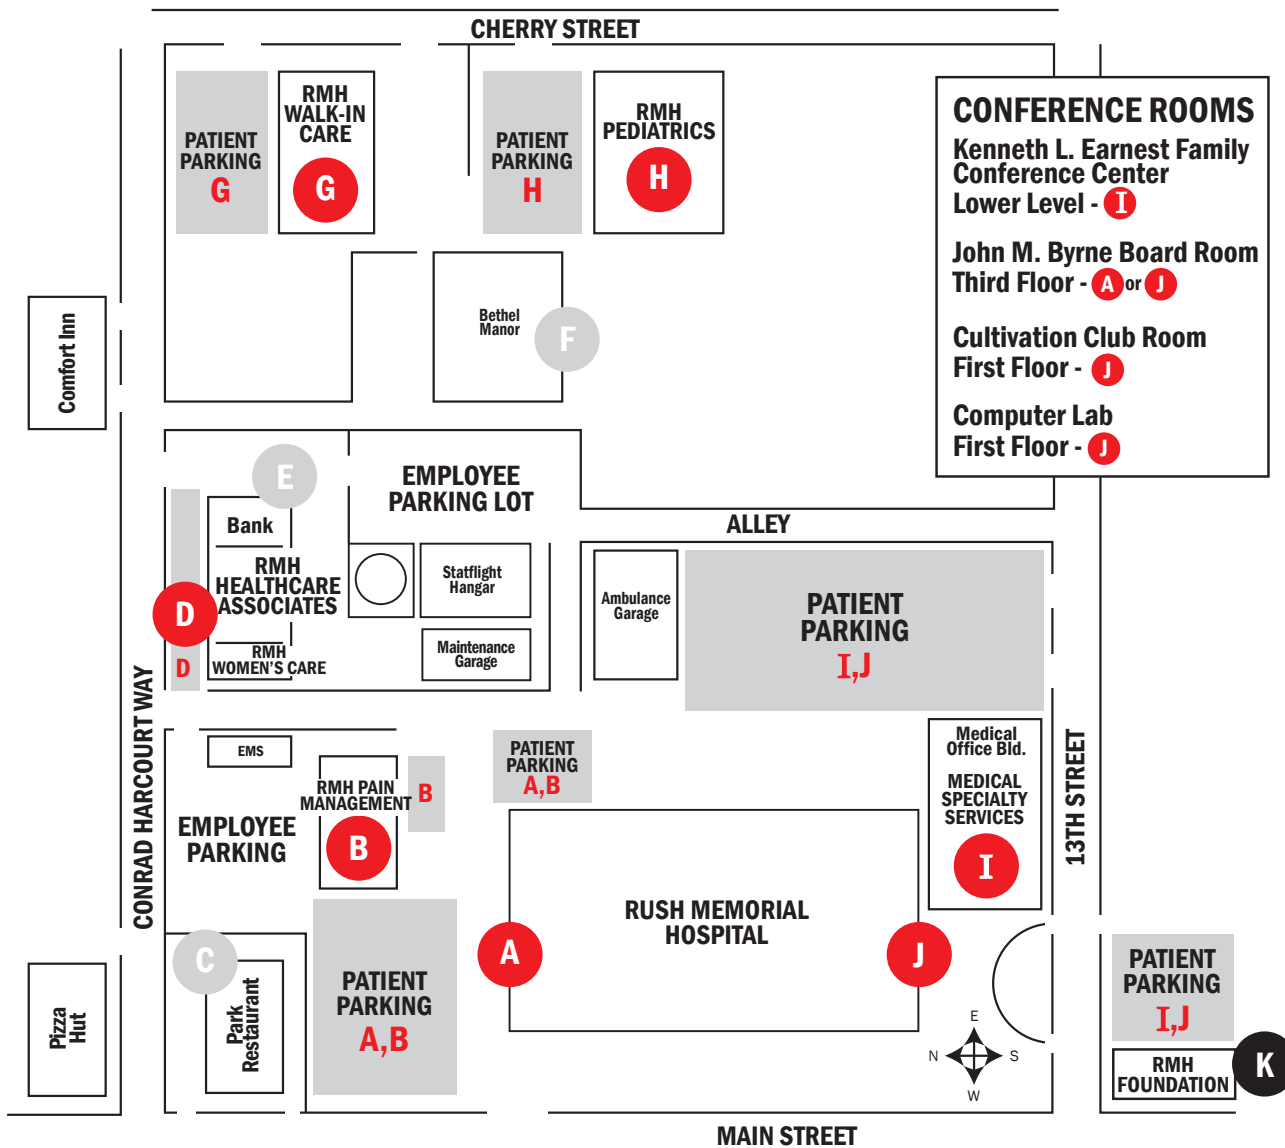 CHERRY STREET
PATIENT
PARKING
G
RMH
WALK-IN
CARE
G
PATIENT
PARKING
H
RMH
PEDIATRICS
H
CONFERENCE ROOMS
Kenneth L. Earnest Family
Conference Center
Lower Level - I
John M. Byrne Board Room
Third Floor - A or J
Cultivation Club Room
First Floor - J
Computer Lab
First Floor - J
Comfort Inn
Bethel
Manor
F
E
Bank
RMH
HEALTHCARE
ASSOCIATES
D
D
RMH
WOMEN'S CARE
EMPLOYEE
PARKING LOT
Statflight
Hangar
Maintenance
Garage
ALLEY
Ambulance
Garage
PATIENT
PARKING
I,J
CONRAD HARCOURT WAY
EMS
RMH PAIN
MANAGEMENT
B
B
EMPLOYEE
PARKING
PATIENT
PARKING
A,B
Medical
Office Bld.
MEDICAL
SPECIALTY
SERVICES
I
13TH STREET
C
Park
Restaurant
Pizza
Hut
PATIENT
PARKING
A,B
A
RUSH MEMORIAL
HOSPITAL
J
E
N
S
W
PATIENT
PARKING
I,J
RMH
FOUNDATION
K
MAIN STREET